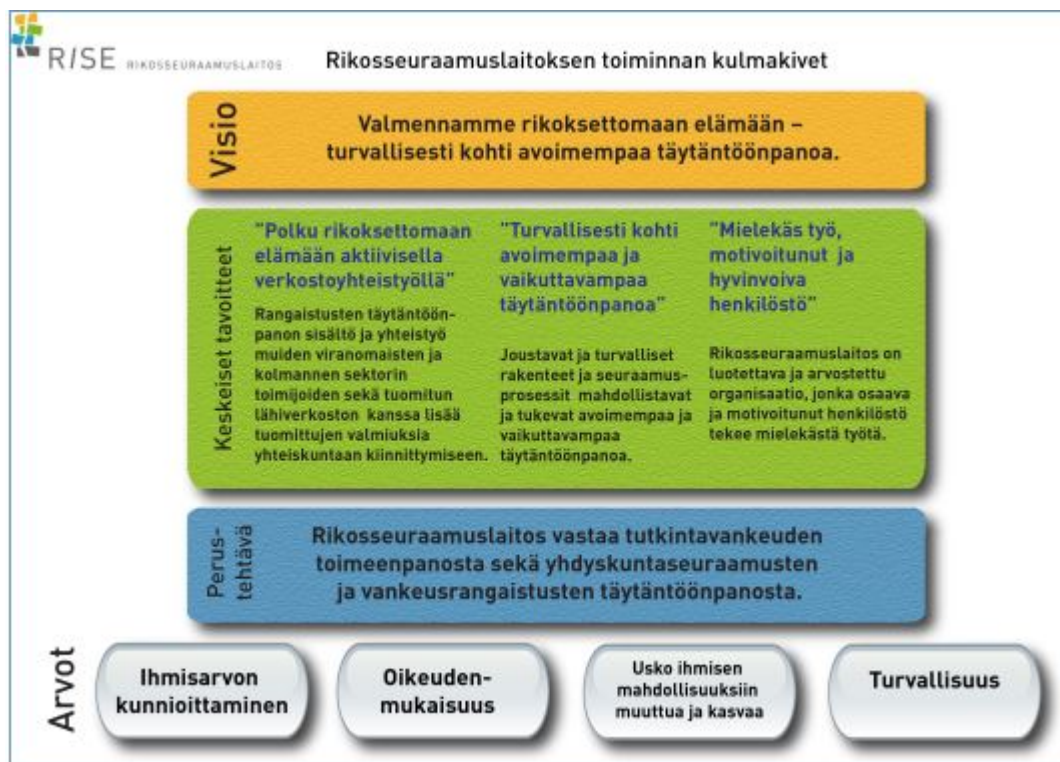 RISE RIKOSSEURAAMUSLAITOS
Rikosseuraamuslaitoksen toiminnan kulmakivet
Visio
Valmennamme rikoksettomaan elämään –
turvallisesti kohti avoimempaa täytäntöönpanoa.
Keskeiset tavoitteet
"Polku rikoksettomaan
elämään aktiivisella
verkostoyhteistyöllä"
Rangaistusten täytäntöön-
panon sisältö ja yhteistyö
muiden viranomaisten ja
kolmannen sektorin
toimijoiden sekä tuomitun
lähiverkoston kanssa lisää
tuomittujen valmiuksia
yhteiskuntaan kiinnittymiseen.
"Turvallisesti kohti
avoimempaa ja
vaikuttavampaa
täytäntöönpanoa"
Joustavat ja turvalliset
rakenteet ja seuraamus-
prosessit mahdollistavat
ja tukevat avoimempaa ja
vaikuttavampaa
täytäntöönpanoa.
"Mielekäs työ,
motivoitunut ja
hyvinvoiva
henkilöstö"
Rikosseuraamuslaitos on
luotettava ja arvostettu
organisaatio, jonka osaava
ja motivoitunut henkilöstö
tekee mielekästä työtä.
Perus-
tehtävä
Rikosseuraamuslaitos vastaa tutkintavankeuden
toimeenpanosta sekä yhdyskuntaseuraamusten
ja vankeusrangaistusten täytäntöönpanosta.
Arvot
Ihmisarvon
kunnioittaminen
Oikeuden-
mukaisuus
Usko ihmisen
mahdollisuuksiin
muuttua ja kasvaa
Turvallisuus